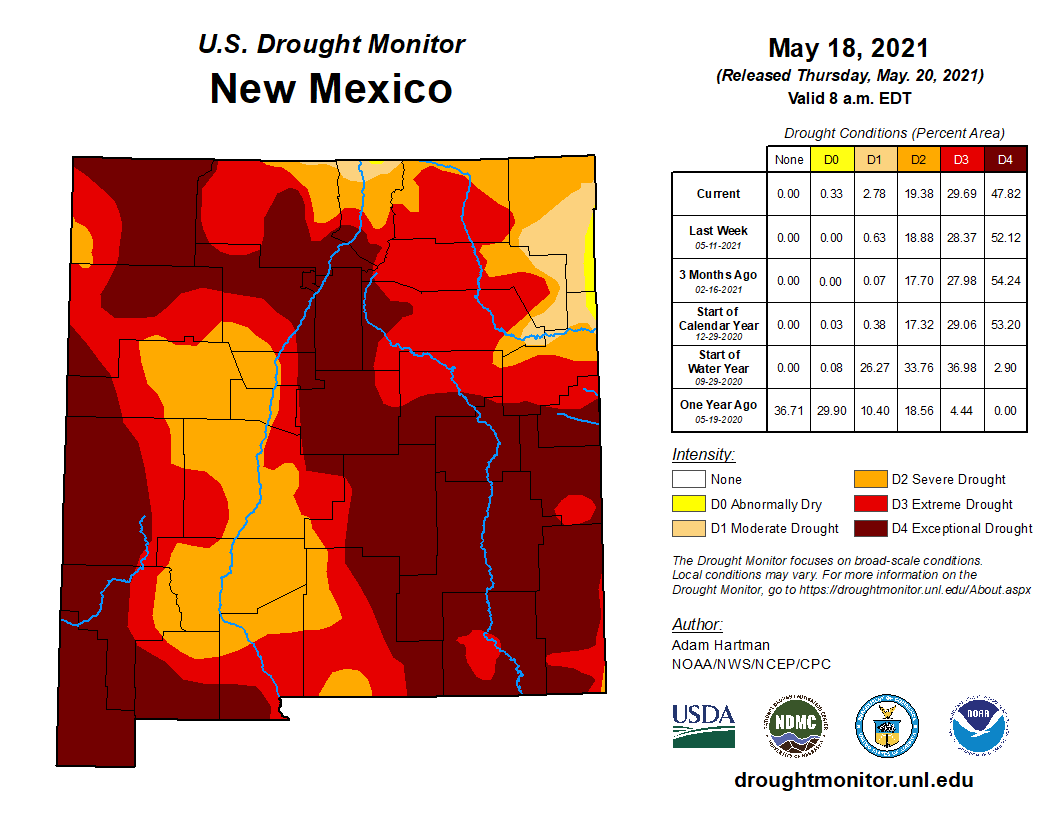 U.S. Drought Monitor
New Mexico
May 18, 2021
(Released Thursday, May. 20, 2021)
Valid 8 a.m. EDT
Drought Conditions (Percent Area)
None D0 D1 D2 D3 D4
Current 0.00 0.33 2.78 19.38 29.69 47.82
Last Week
05-11-2021
0.00 0.00 0.63 18.88 28.37 52.12
3 Months Ago
02-16-2021
0.00 0.00 0.07 17.70 27.98 54.24
Start of
Calendar Year
12-29-2020
0.00 0.03 0.38 17.32 29.06 53.20
Start of
Water Year
09-29-2020
0.00 0.08 26.27 33.76 36.98 2.90
One Year Ago
05-19-2020
36.71 29.90 10.40 18.56 4.44 0.00
Intensity:
None
D0 Abnormally Dry
D1 Moderate Drought
D2 Severe Drought
D3 Extreme Drought
D4 Exceptional Drought
The Drought Monitor focuses on broad-scale conditions.
Local conditions may vary. For more information on the
Drought Monitor, go to https://droughtmonitor.unl.edu/About.aspx
Author:
Adam Hartman
NOAA/NWS/NCEP/CPC
USDA
NDMC
NOAA
droughtmonitor.unl.edu